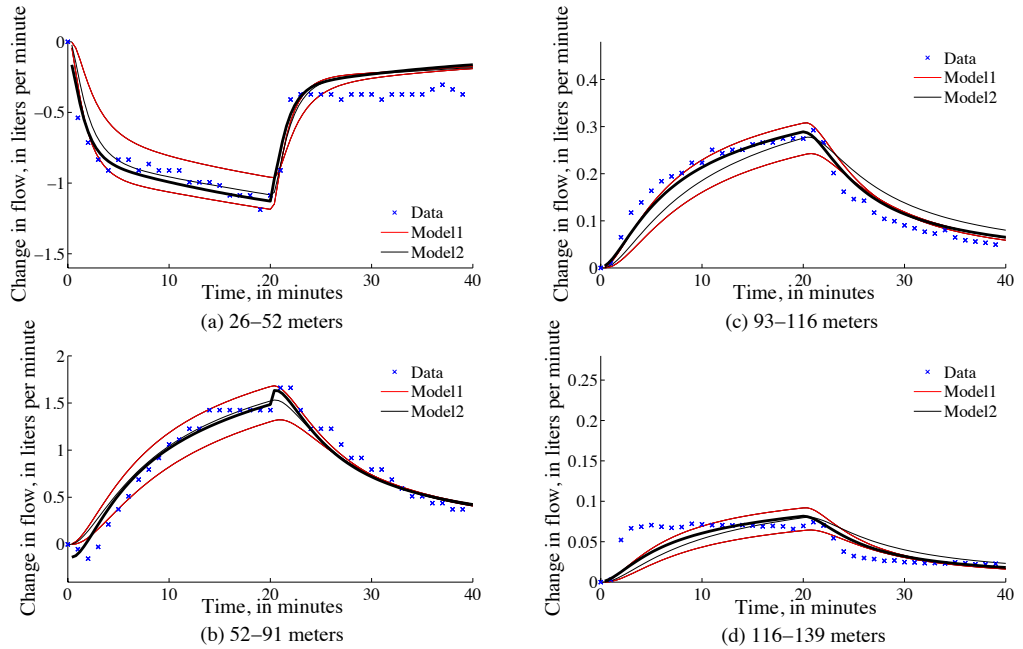 Change in flow, in liters per minute
0
−0.5
−1
−1.5
0
10
20
30
40
Data
Model1
Model2
Time, in minutes
(a) 26–52 meters
Change in flow, in liters per minute
0.4
0.3
0.2
0.1
0
0
10
20
30
40
Data
Model1
Model2
Time, in minutes
(c) 93–116 meters
Change in flow, in liters per minute
2
1.5
1
0.5
0
0
10
20
30
40
Data
Model1
Model2
Time, in minutes
(b) 52–91 meters
Change in flow, in liters per minute
0.25
0.2
0.15
0.1
0.05
0
0
10
20
30
40
Data
Model1
Model2
Time, in minutes
(d) 116–139 meters